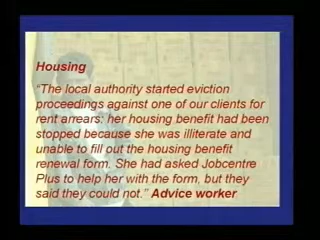 Housing
“The local authority started eviction
proceedings against one of our clients for
rent arrears: her housing benefit had been
stopped because she was illiterate and
unable to fill out the housing benefit
renewal form. She had asked Jobcentre
Plus to help her with the form, but they
said they could not.” Advice worker